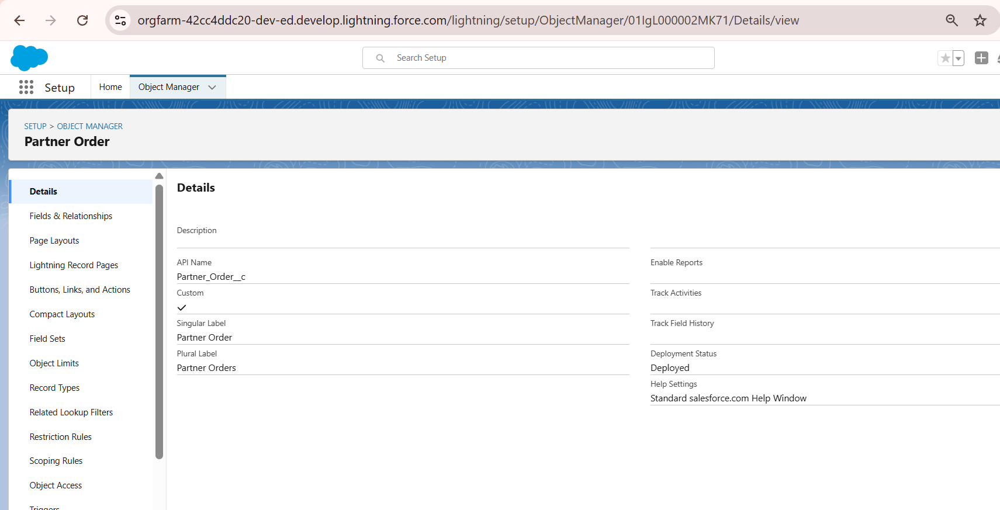 orgfarm-42cc4ddc20-dev-ed.develop.lightning.force.com/lightning/setup/ObjectManager/01IgL000002MK71/Details/view
Search Setup
Setup
Home
Object Manager
SETUP > OBJECT MANAGER
Partner Order
Details
Fields & Relationships
Page Layouts
Lightning Record Pages
Buttons, Links, and Actions
Compact Layouts
Field Sets
Object Limits
Record Types
Related Lookup Filters
Restriction Rules
Scoping Rules
Object Access
Triggers
Details
Description
API Name
Partner_Order__c
Custom
Singular Label
Partner Order
Plural Label
Partner Orders
Enable Reports
Track Activities
Track Field History
Deployment Status
Deployed
Help Settings
Standard salesforce.com Help Window